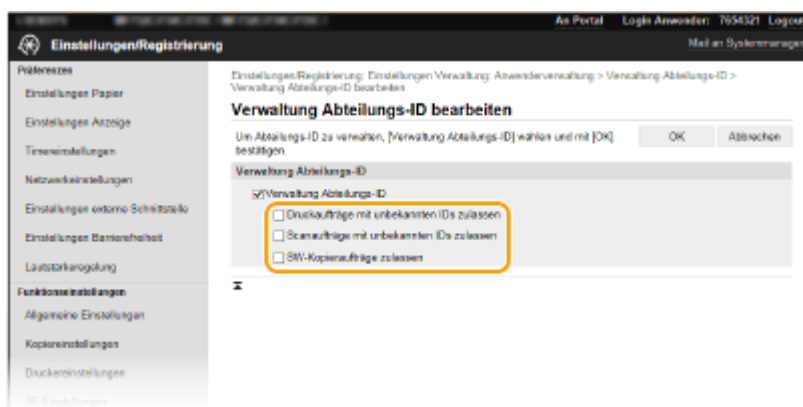 An Portal Login Anwender: 7654321 Logout
Einstellungen/Registrierung
Mail an Systemmanager
Präferenzen
Einstellungen Papier
Einstellungen Anzeige
Timereinstellungen
Netzwerkeinstellungen
Einstellungen externe Schnittstelle
Einstellungen Barrierefreiheit
Lautstärkeregelung
Funktionseinstellungen
Allgemeine Einstellungen
Kopiereinstellungen
Druckereinstellungen
SE-Einstellungen
Einstellungen/Registrierung: Einstellungen Verwaltung: Anwenderverwaltung > Verwaltung Abteilungs-ID >
Verwaltung Abteilungs-ID bearbeiten
Verwaltung Abteilungs-ID bearbeiten
Um Abteilungs-ID zu verwalten, [Verwaltung Abteilungs-ID] wählen und mit [OK]
bestätigen.
OK
Abbrechen
Verwaltung Abteilungs-ID
Verwaltung Abteilungs-ID
Druckaufträge mit unbekannten IDs zulassen
Scanaufträge mit unbekannten IDs zulassen
SW-Kopieraufträge zulassen